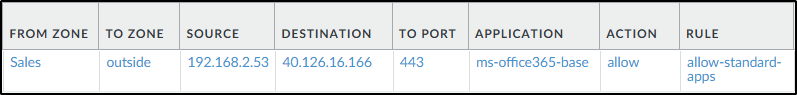 FROM ZONE TO ZONE SOURCE DESTINATION TO PORT APPLICATION ACTION RULE
Sales outside 192.168.2.53 40.126.16.166 443 ms-office365-base allow allow-standard-
apps